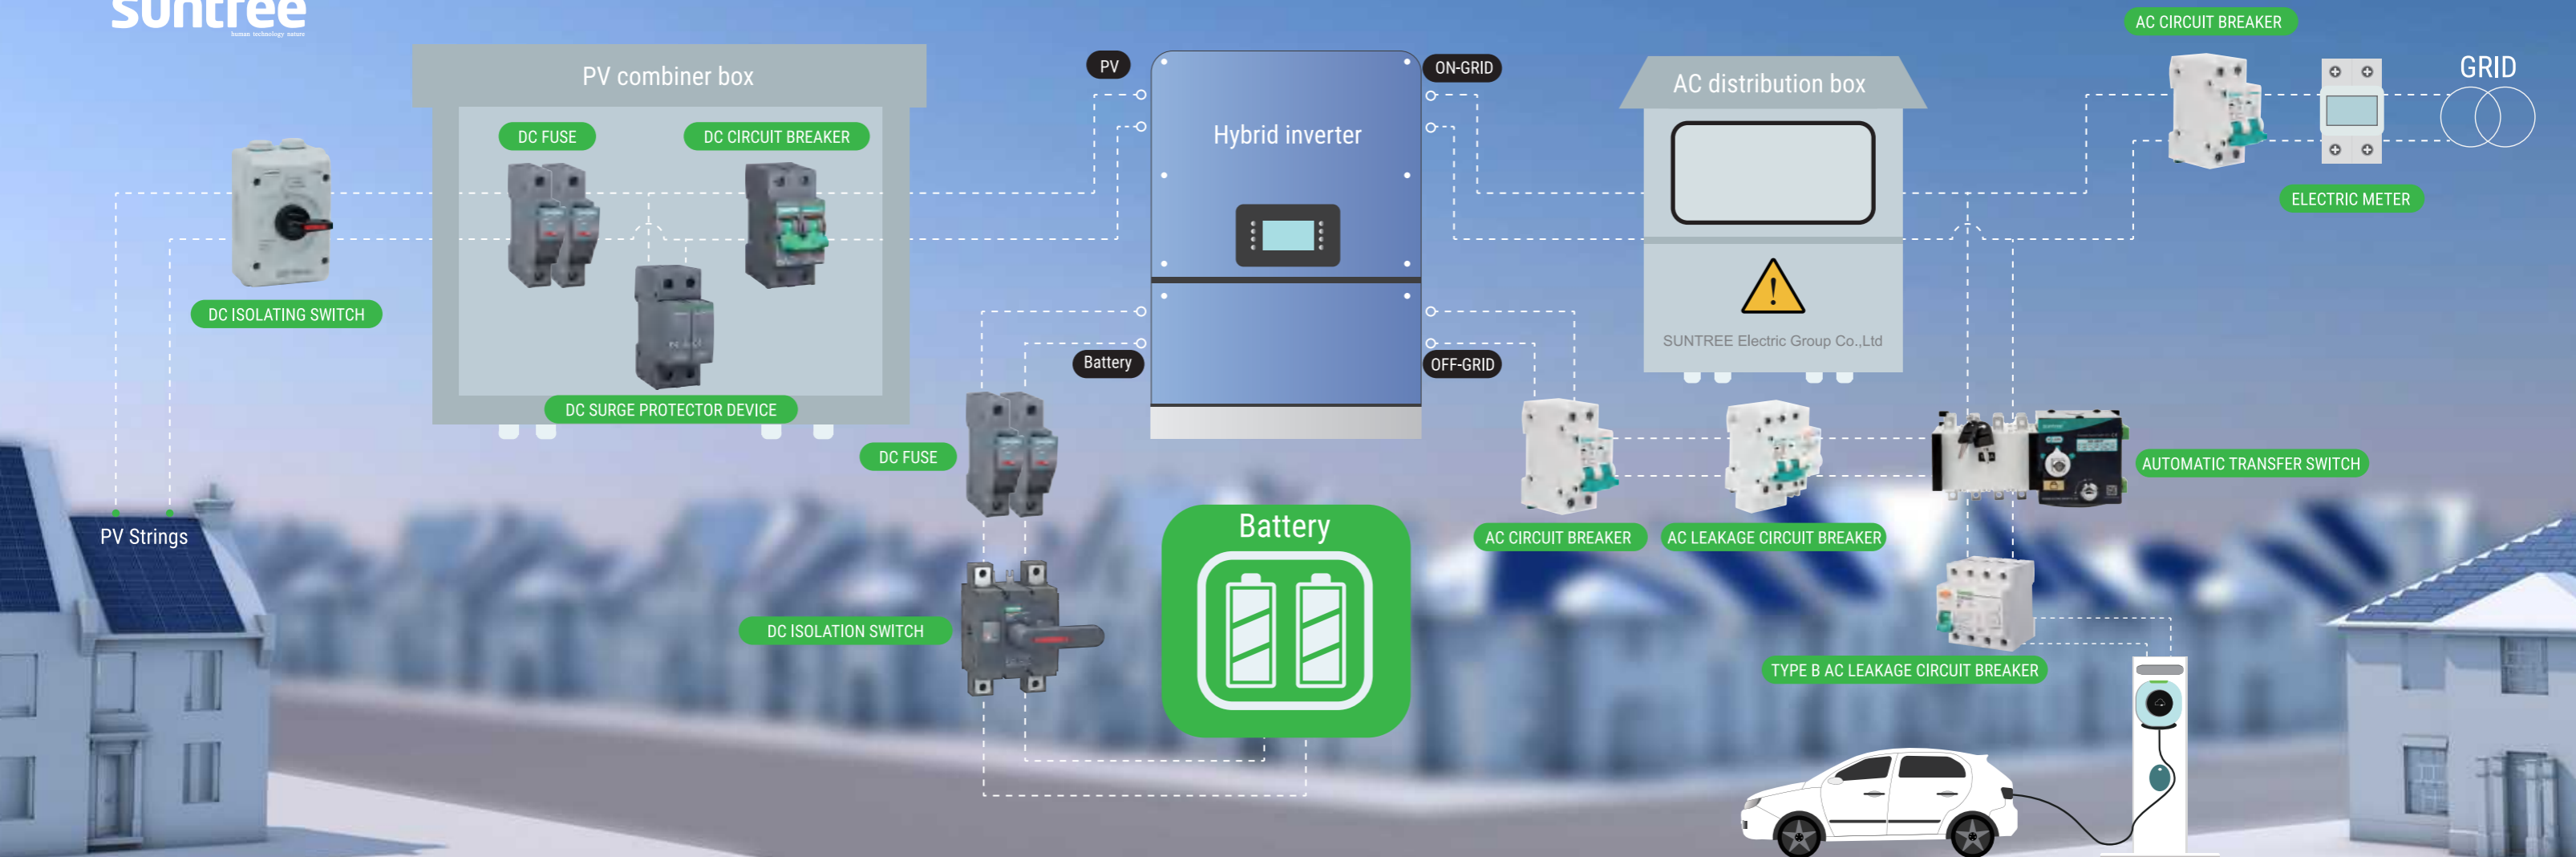 suntree
human technology nature
PV combiner box
DC FUSE
DC CIRCUIT BREAKER
DC SURGE PROTECTOR DEVICE
DC ISOLATING SWITCH
PV Strings
PV
Hybrid inverter
ON-GRID
Battery
OFF-GRID
DC FUSE
DC ISOLATION SWITCH
Battery
AC distribution box
SUNTREE Electric Group Co.,Ltd
AC CIRCUIT BREAKER
GRID
ELECTRIC METER
AC CIRCUIT BREAKER
AC LEAKAGE CIRCUIT BREAKER
AUTOMATIC TRANSFER SWITCH
TYPE B AC LEAKAGE CIRCUIT BREAKER